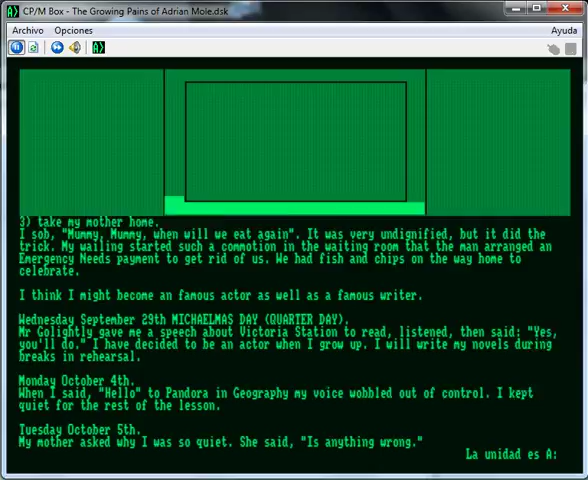 CP/M Box - The Growing Pains of Adrian Mole.dsk
Archivo Opciones Ayuda
A>
3) take my mother home.
I sob, "Mummy, Mummy, when will we eat again". It was very undignified, but it did the
trick. My wailing started such a commotion in the waiting room that the man arranged an
Emergency Needs payment to get rid of us. We had fish and chips on the way home to
celebrate.
I think I might become an famous actor as well as a famous writer.
Wednesday September 29th MICHAELMAS DAY (QUARTER DAY).
Mr Golightly gave me a speech about Victoria Station to read, listened, then said: "Yes,
you'll do." I have decided to be an actor when I grow up. I will write my novels during
breaks in rehearsal.
Monday October 4th.
When I said, "Hello" to Pandora in Geography my voice wobbled out of control. I kept
quiet for the rest of the lesson.
Tuesday October 5th.
My mother asked why I was so quiet. She said, "Is anything wrong."
La unidad es A: